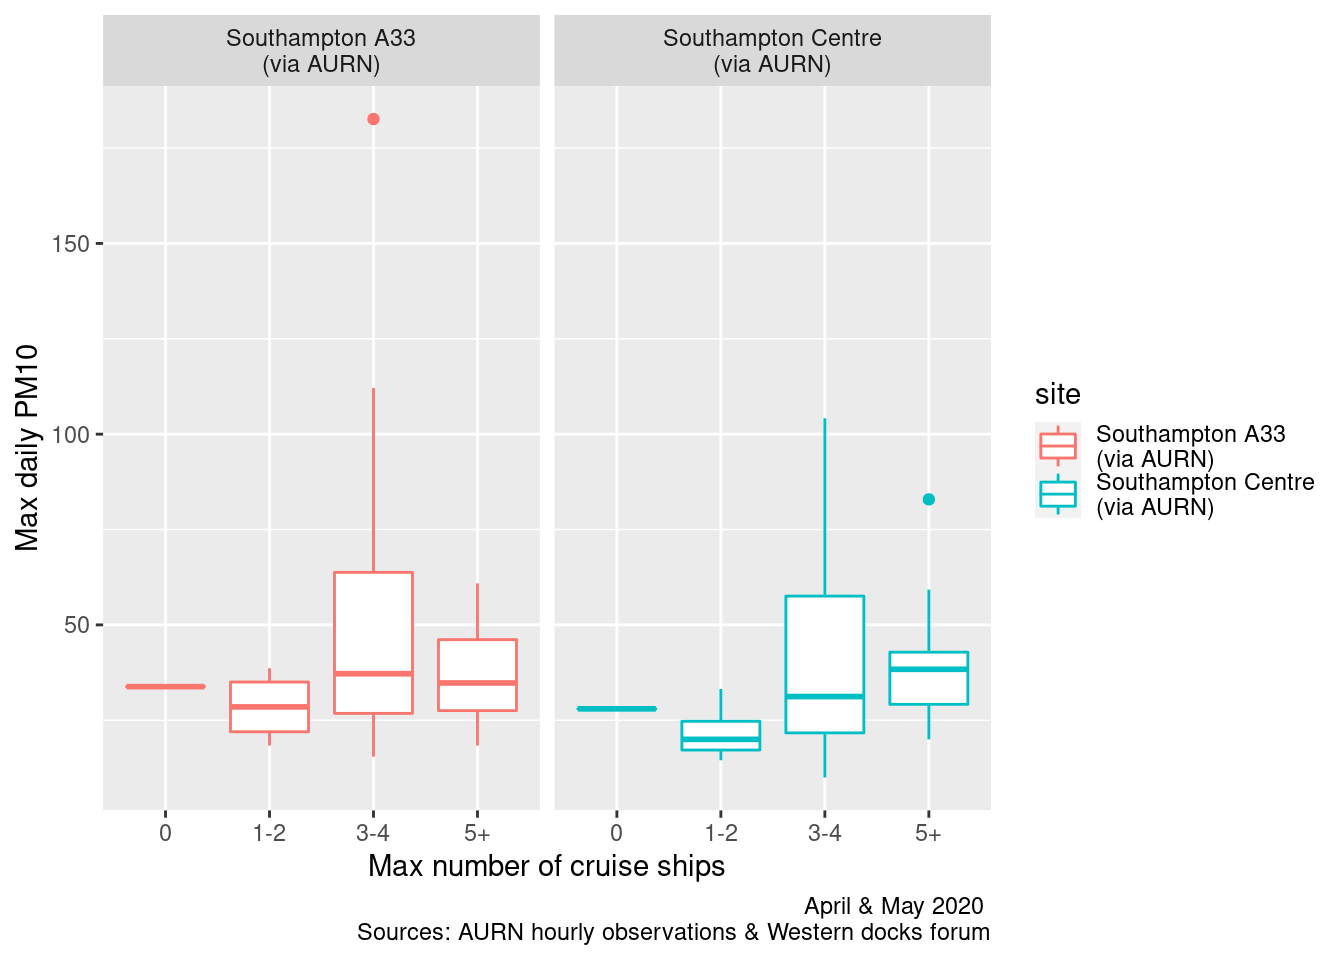 Southampton A33
(via AURN)
Southampton Centre
(via AURN)
150
100
50
Max daily PM10
0
1-2
3-4
5+
0
1-2
3-4
5+
Max number of cruise ships
site
Southampton A33
(via AURN)
Southampton Centre
(via AURN)
April & May 2020
Sources: AURN hourly observations & Western docks forum